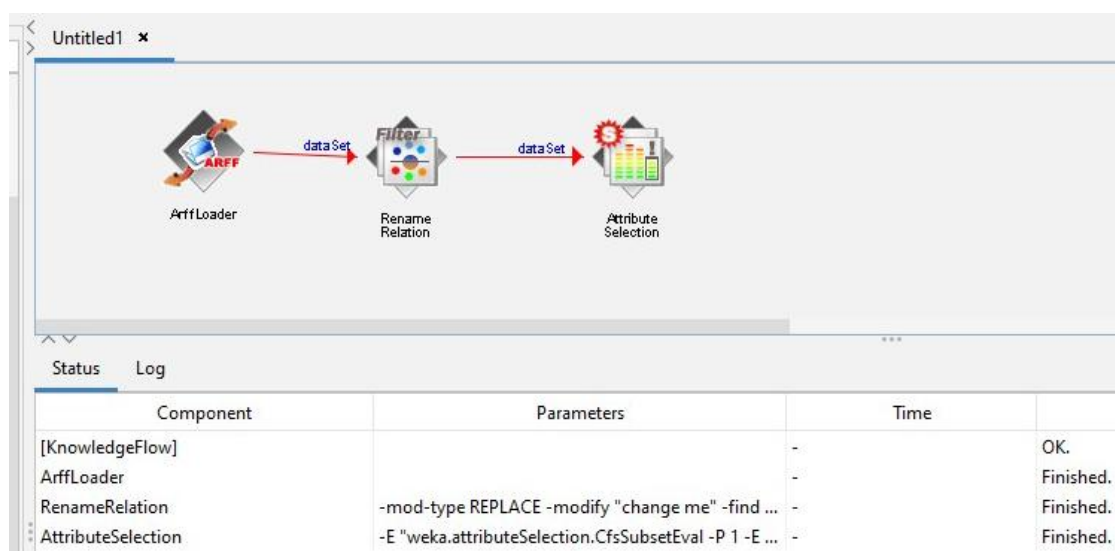 Untitled1 ×
ARFF
dataSet
Filter
dataSet
S
ArffLoader
Rename
Relation
Attribute
Selection
Status Log
Component Parameters Time
[KnowledgeFlow] - OK.
ArffLoader - Finished.
RenameRelation -mod-type REPLACE -modify "change me" -find ... - Finished.
AttributeSelection -E "weka.attributeSelection.CfsSubsetEval -P 1 -E ... - Finished.